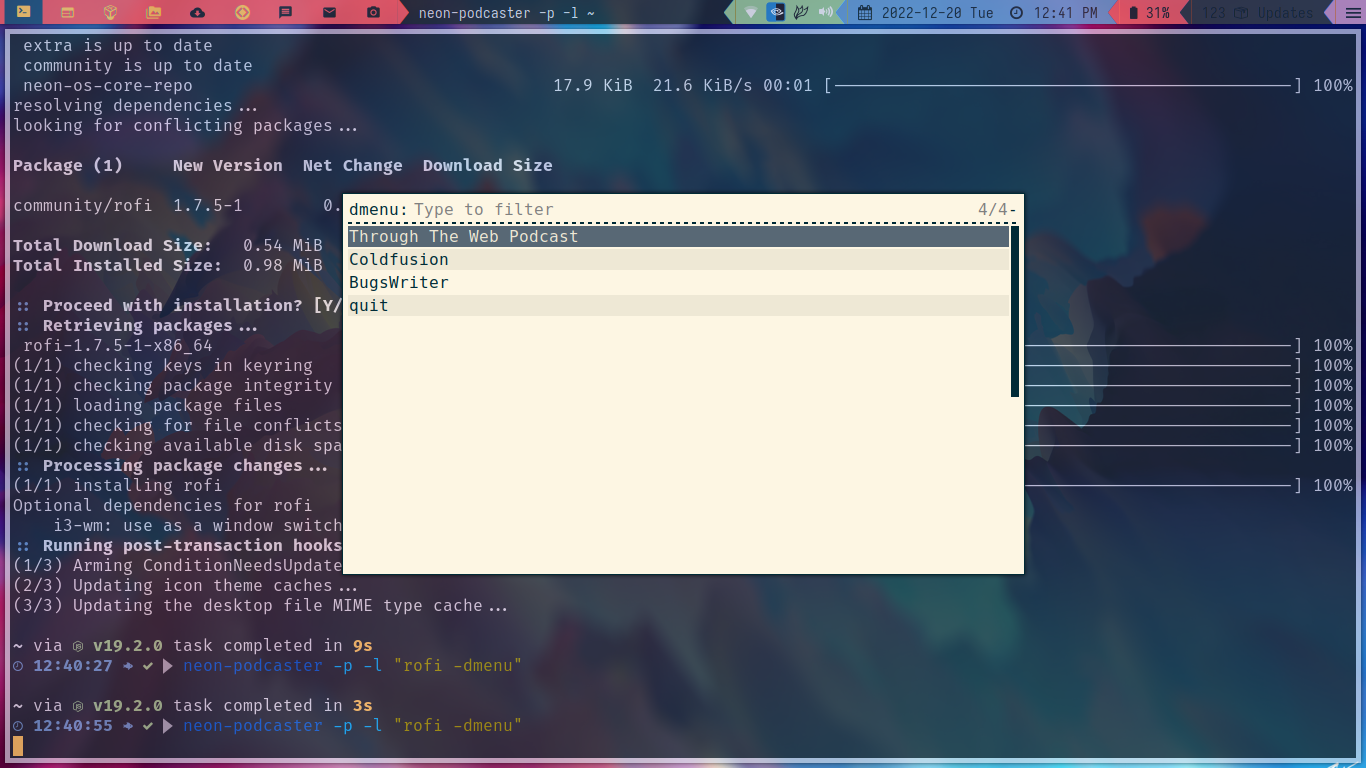 neon-podcaster -p -l ~
2022-12-20 Tue
12:41 PM
31%
123
Updates
extra is up to date
community is up to date
neon-os-core-repo 17.9 KiB 21.6 KiB/s 00:01 [────────] 100%
resolving dependencies...
looking for conflicting packages...
Package (1) New Version Net Change Download Size
community/rofi 1.7.5-1 0.
Total Download Size: 0.54 MiB
Total Installed Size: 0.98 MiB
:: Proceed with installation? [Y/
:: Retrieving packages...
rofi-1.7.5-1-x86_64 ────────] 100%
(1/1) checking keys in keyring ────────] 100%
(1/1) checking package integrity ────────] 100%
(1/1) loading package files ────────] 100%
(1/1) checking for file conflicts ────────] 100%
(1/1) checking available disk spa ────────] 100%
:: Processing package changes...
(1/1) installing rofi ────────] 100%
Optional dependencies for rofi
i3-wm: use as a window switch
:: Running post-transaction hooks
(1/3) Arming ConditionNeedsUpdate
(2/3) Updating icon theme caches...
(3/3) Updating the desktop file MIME type cache...
~ via v19.2.0 task completed in 9s
12:40:27 neon-podcaster -p -l "rofi -dmenu"
~ via v19.2.0 task completed in 3s
12:40:55 neon-podcaster -p -l "rofi -dmenu"
dmenu: Type to filter 4/4-
Through The Web Podcast
Coldfusion
BugsWriter
quit